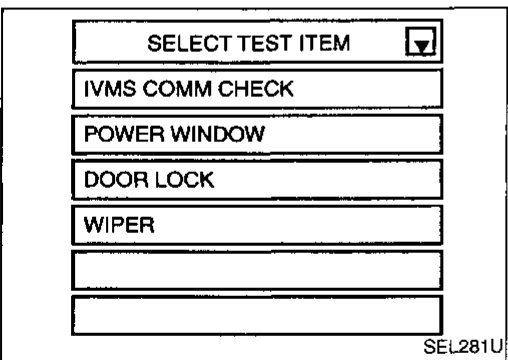 SELECT TEST ITEM
IVMS COMM CHECK
POWER WINDOW
DOOR LOCK
WIPER
SEL281U